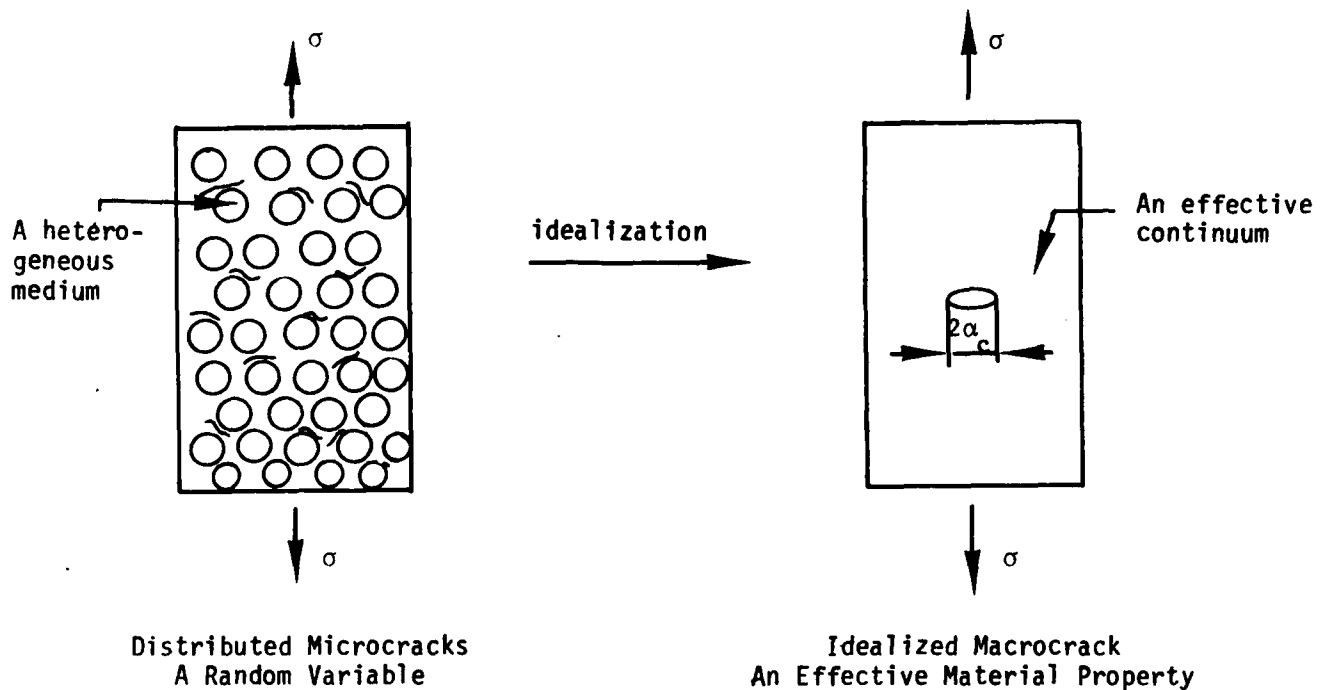 σ
σ
A hetero-
geneous
medium
idealization
An effective
continuum
2α
c
σ
σ
Distributed Microcracks
A Random Variable
Idealized Macrocrack
An Effective Material Property